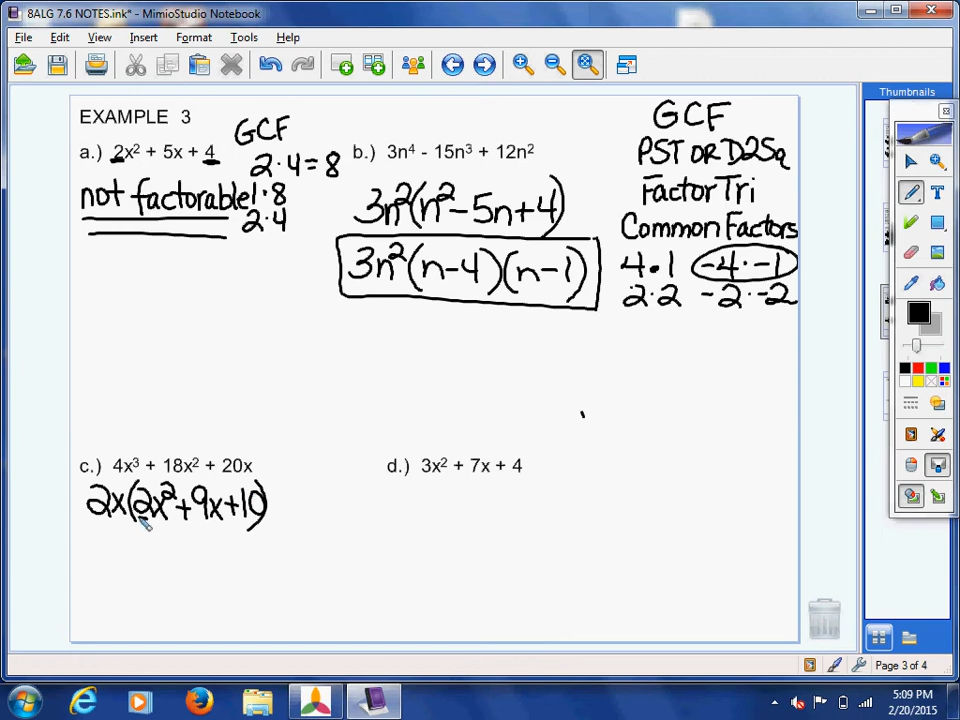 8ALG 7.6 NOTES.ink* - MimioStudio Notebook
File Edit View Insert Format Tools Help
EXAMPLE 3
a.) 2x² + 5x + 4
GCF
2·4=8
not factorable
1·8
2·4
b.) 3n⁴ - 15n³ + 12n²
3n²(n²-5n+4)
3n²(n-4)(n-1)
GCF
PST OR D2Sq
Factor Tri
Common Factors
4·1 -4·-1
2·2 -2·-2
c.) 4x³ + 18x² + 20x
2x(2x²+9x+10)
d.) 3x² + 7x + 4
Thumbnails
Page 3 of 4
5:09 PM
2/20/2015